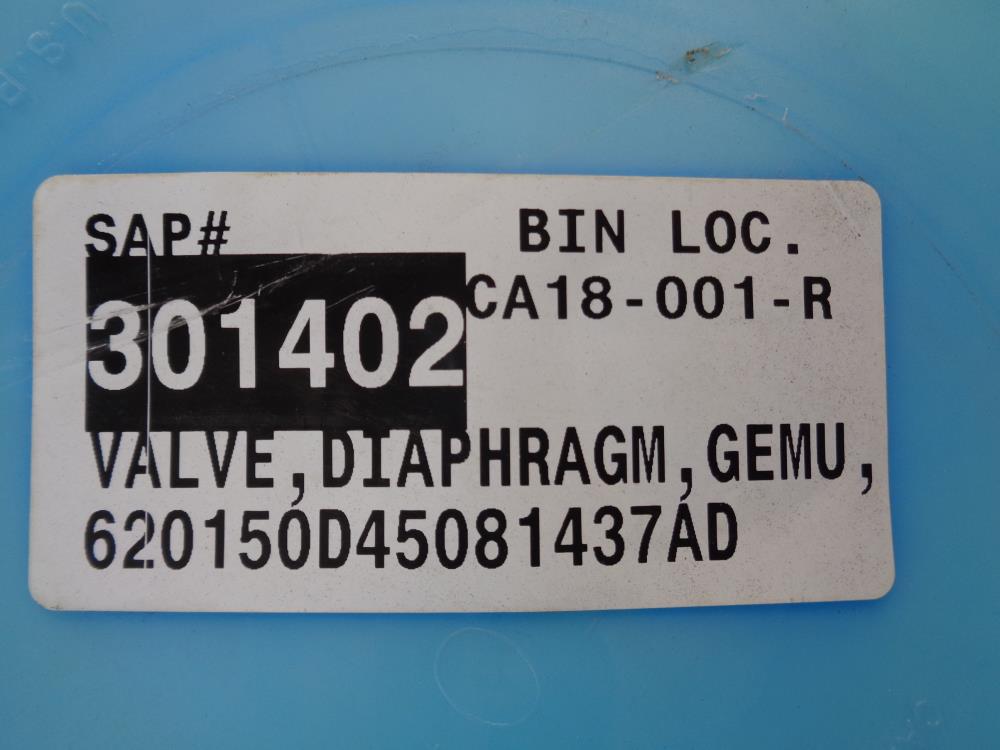 SAP# BIN LOC.
301402 CA18-001-R
VALVE,DIAPHRAGM,GEMU,
620150D45081437AD